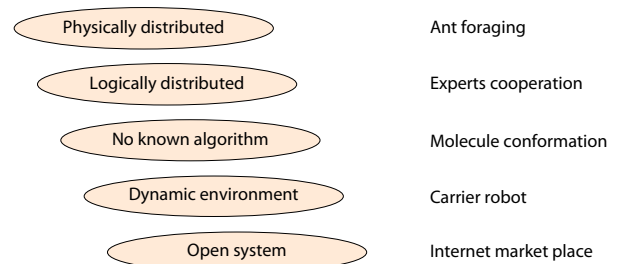 Physically distributed Ant foraging
Logically distributed Experts cooperation
No known algorithm Molecule conformation
Dynamic environment Carrier robot
Open system Internet market place